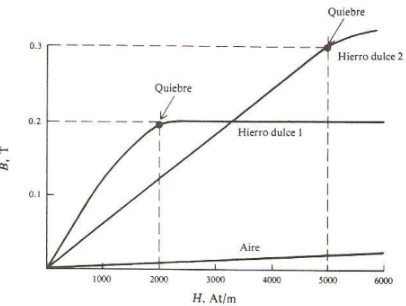 Quiebre
0.3
Hierro dulce 2
Quiebre
0.2
Hierro dulce 1
B, T
0.1
Aire
1000 2000 3000 4000 5000 6000
H, At/m